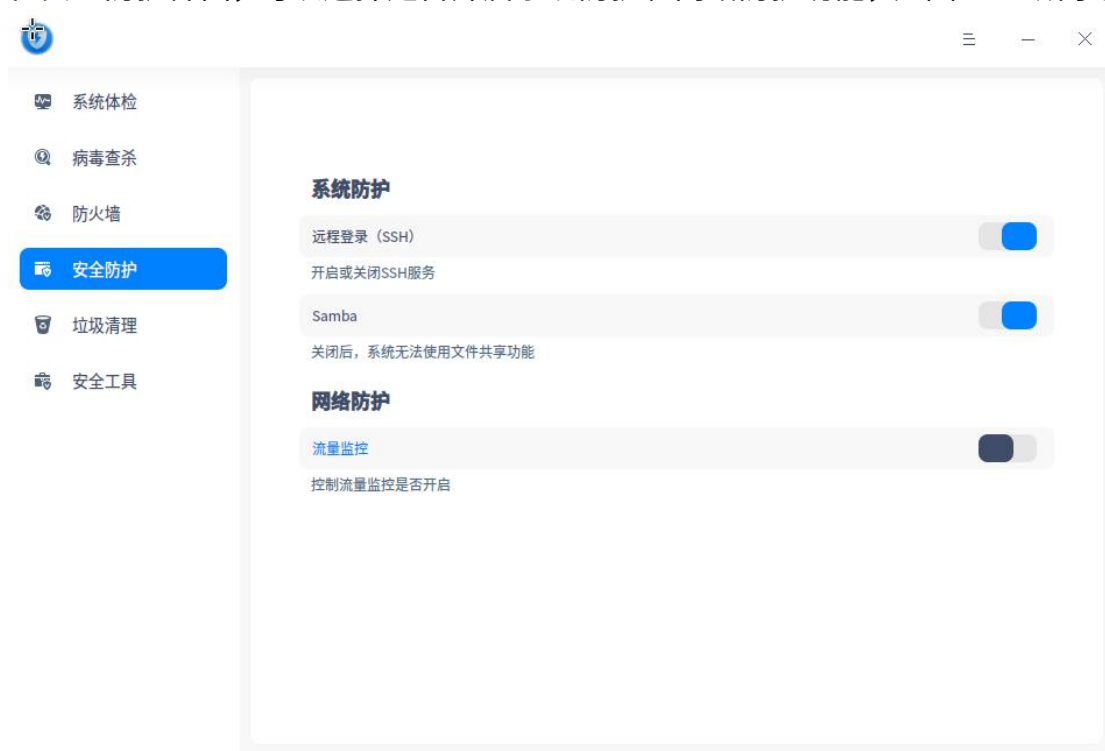 系统体检
病毒查杀
防火墙
安全防护
垃圾清理
安全工具
系统防护
远程登录（SSH）
开启或关闭SSH服务
Samba
关闭后，系统无法使用文件共享功能
网络防护
流量监控
控制流量监控是否开启